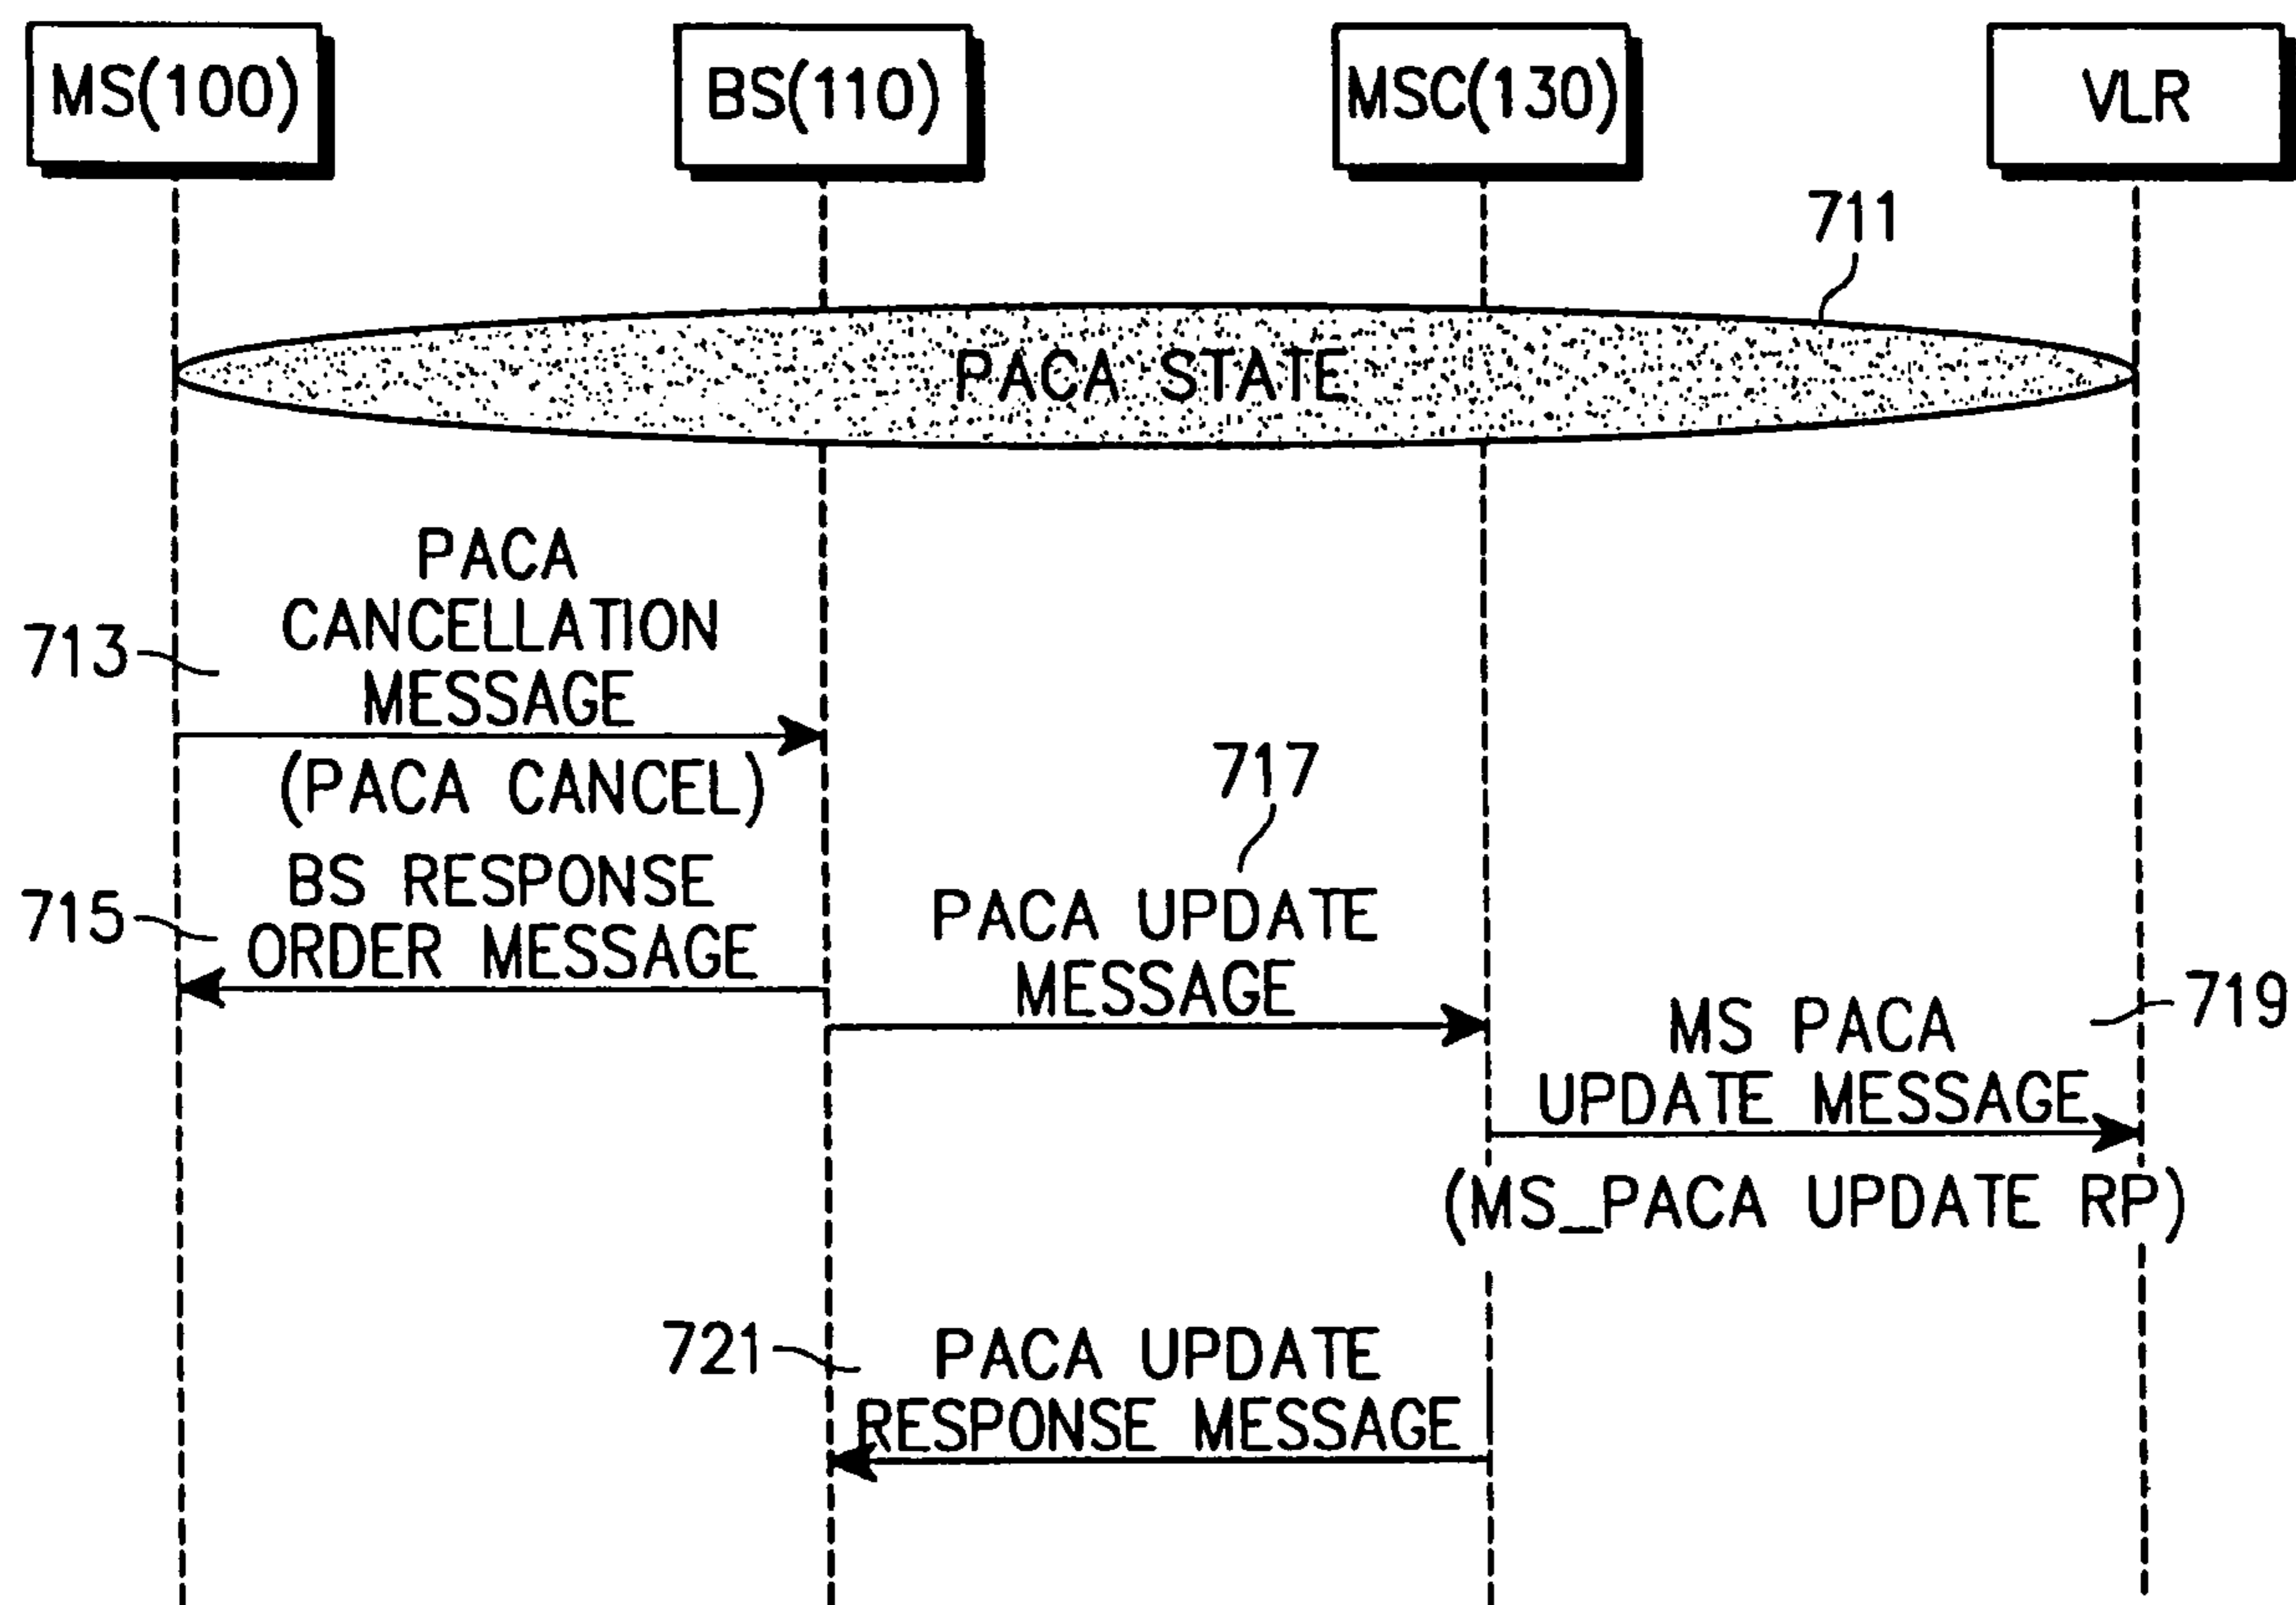 MS(100)
BS(110)
MSC(130)
VLR
711
PACA STATE
PACA
CANCELLATION
MESSAGE
713
(PACA CANCEL)
717
BS RESPONSE
ORDER MESSAGE
715
PACA UPDATE
MESSAGE
719
MS PACA
UPDATE MESSAGE
(MS_PACA UPDATE RP)
721
PACA UPDATE
RESPONSE MESSAGE